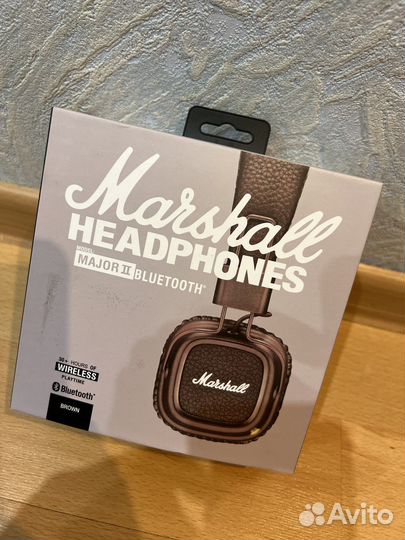 Marshall
HEADPHONES
MODEL
MAJOR II BLUETOOTH®
30+ HOURS OF
WIRELESS
PLAYTIME
Bluetooth®
BROWN
Marshall
Avito